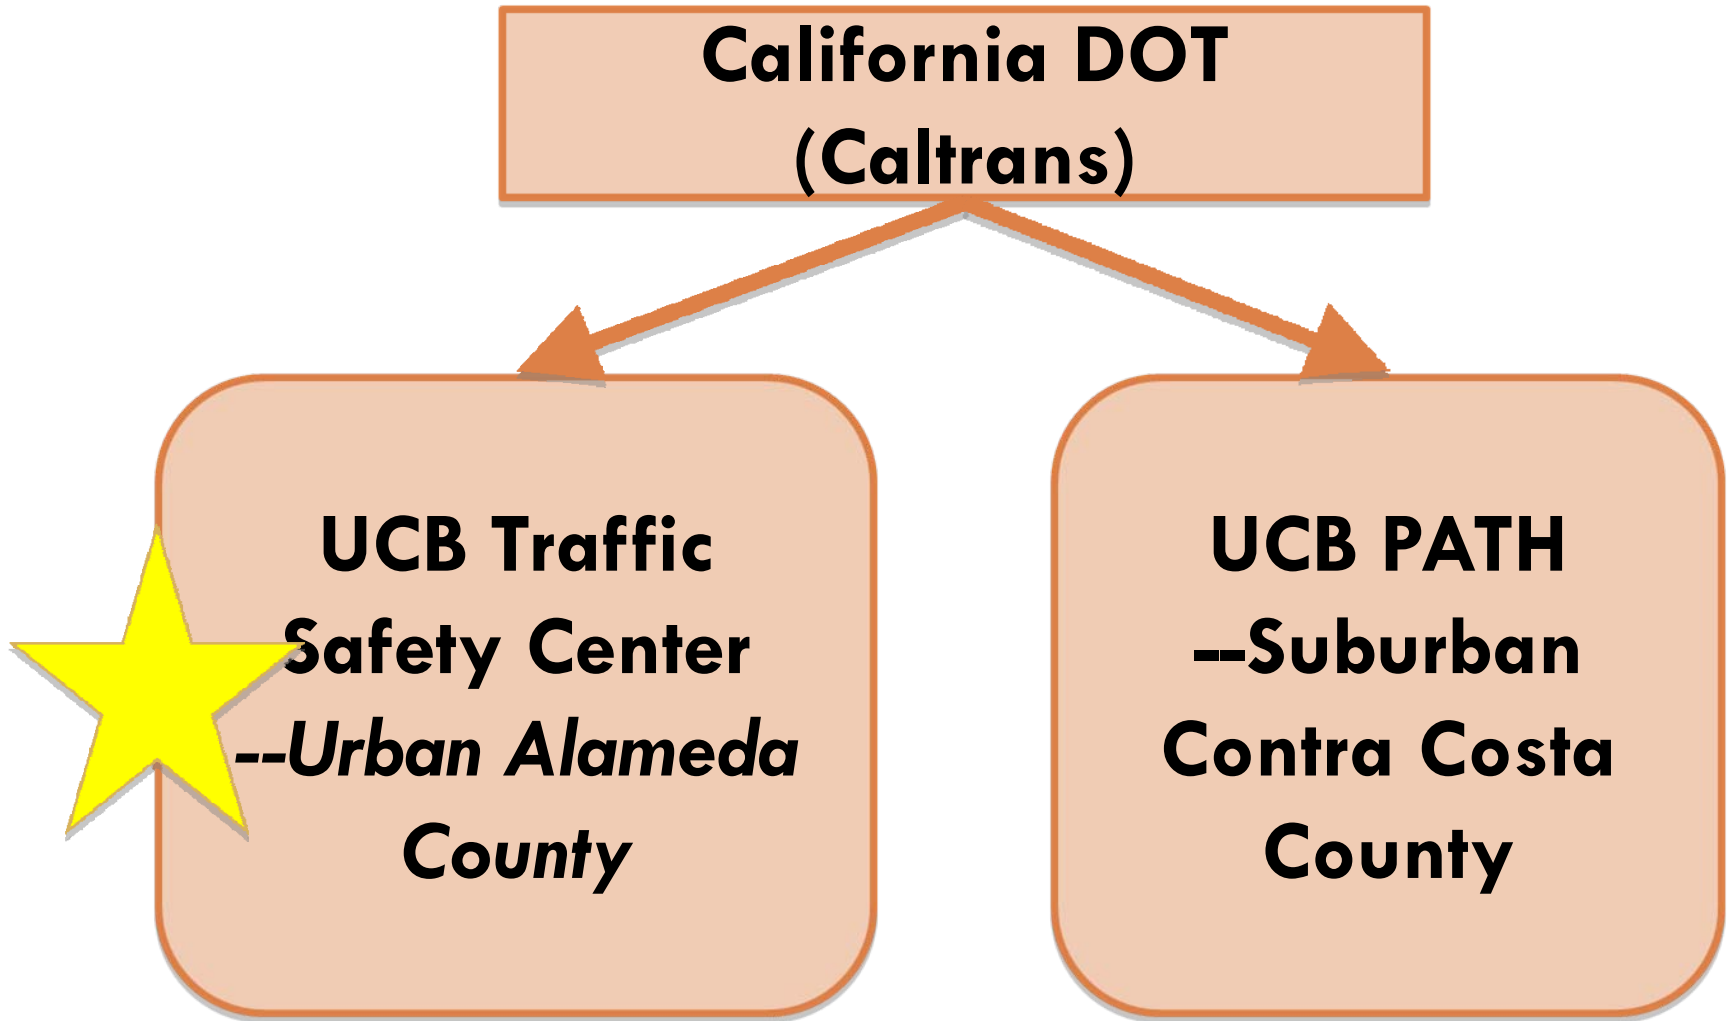 California DOT
(Caltrans)
UCB Traffic
Safety Center
--Urban Alameda
County
UCB PATH
--Suburban
Contra Costa
County